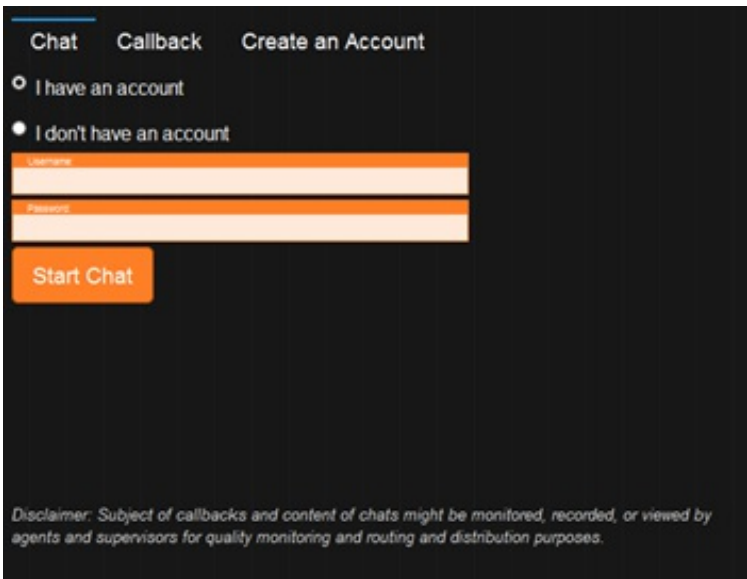 Chat Callback Create an Account
I have an account
I don't have an account
Username:
Password:
Start Chat
Disclaimer: Subject of callbacks and content of chats might be monitored, recorded, or viewed by
agents and supervisors for quality monitoring and routing and distribution purposes.